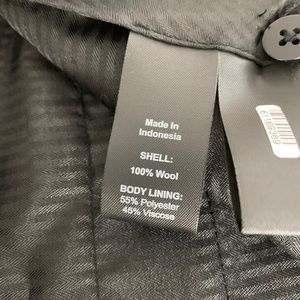 Made In
Indonesia
SHELL:
100% Wool
BODY LINING:
55% Polyester
45% Viscose